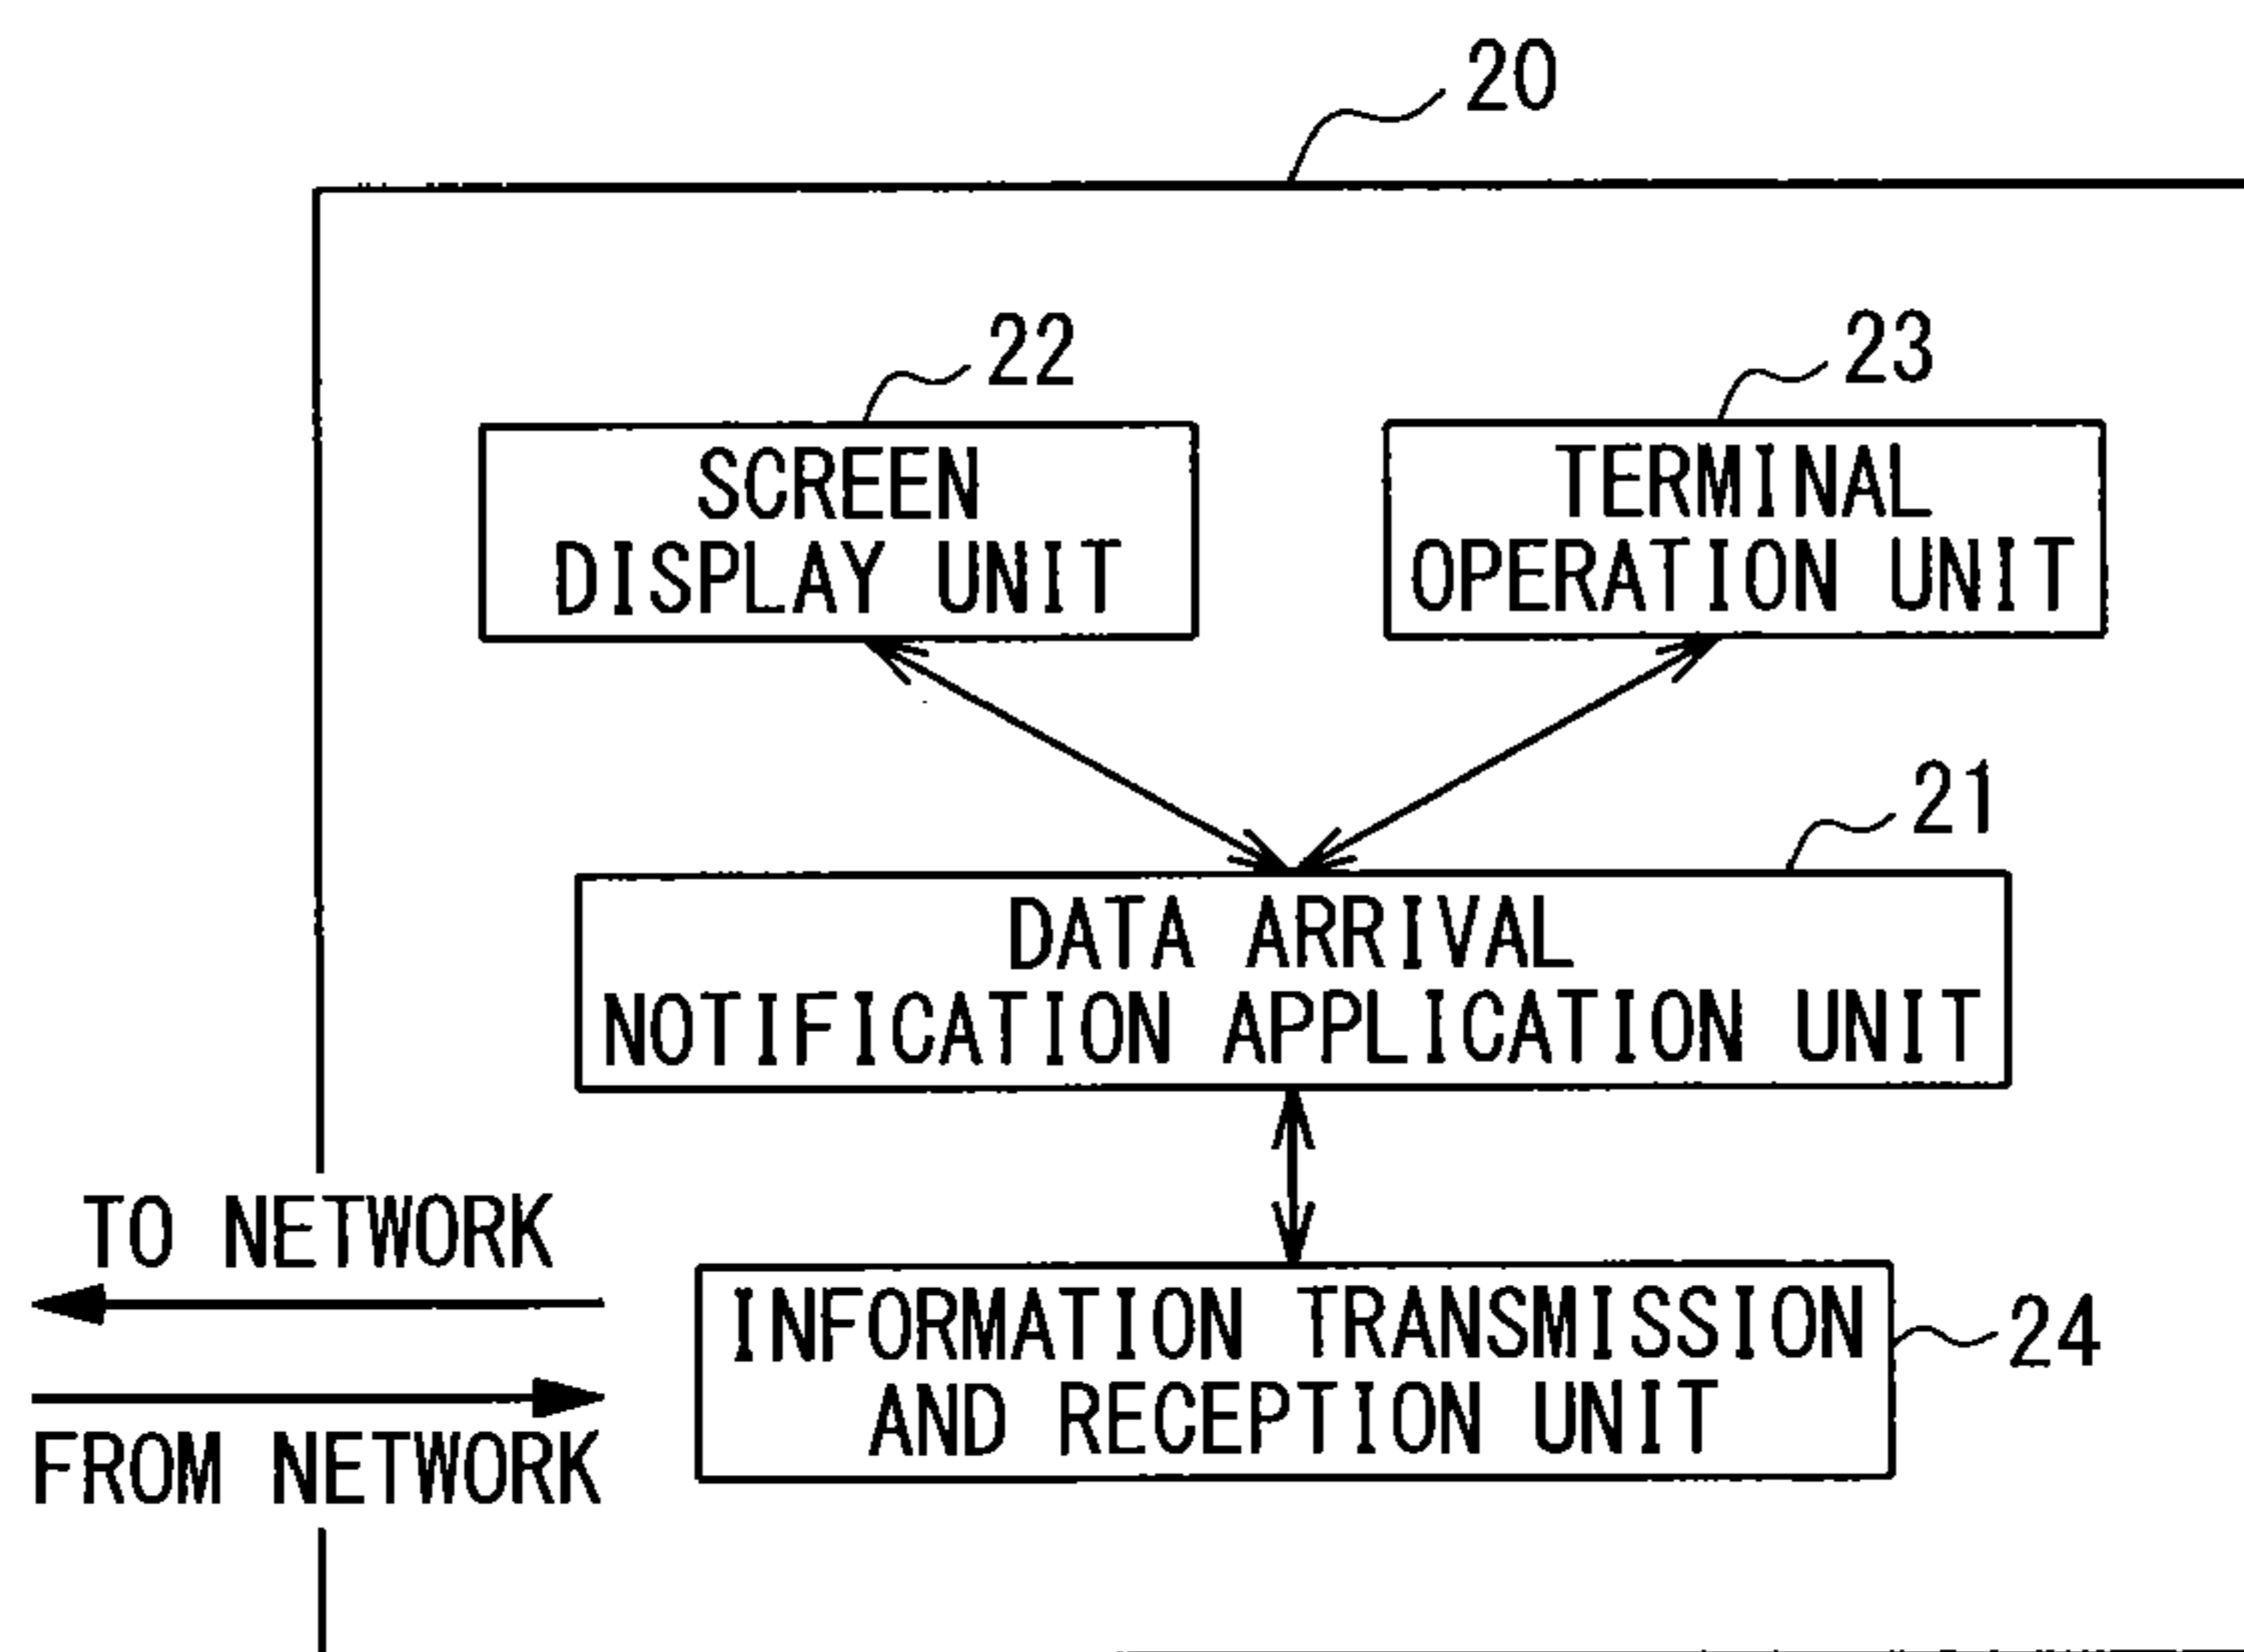 20
22
23
SCREEN
DISPLAY UNIT
TERMINAL
OPERATION UNIT
21
DATA ARRIVAL
NOTIFICATION APPLICATION UNIT
TO NETWORK
FROM NETWORK
INFORMATION TRANSMISSION
AND RECEPTION UNIT
24